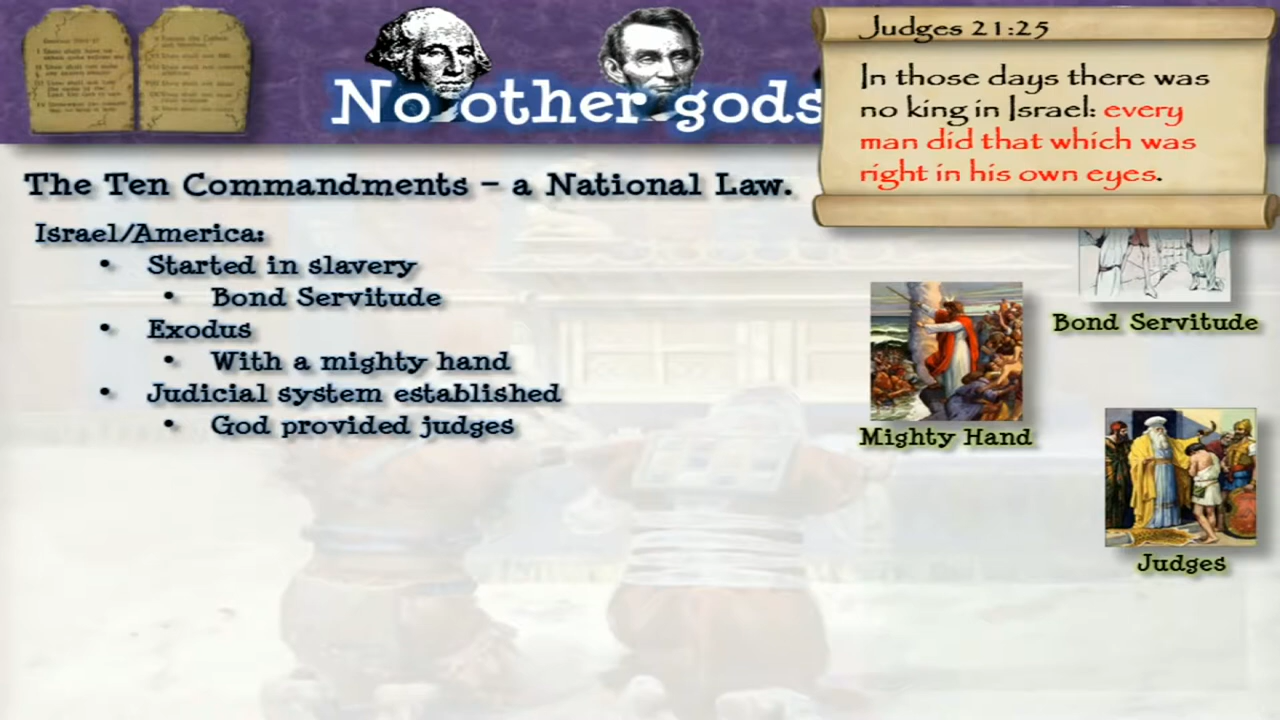 No other gods
Judges 21:25
In those days there was
no king in Israel: every
man did that which was
right in his own eyes.
The Ten Commandments – a National Law.
Israel/America:
• Started in slavery
• Bond Servitude
• Exodus
• With a mighty hand
• Judicial system established
• God provided judges
Bond Servitude
Mighty Hand
Judges